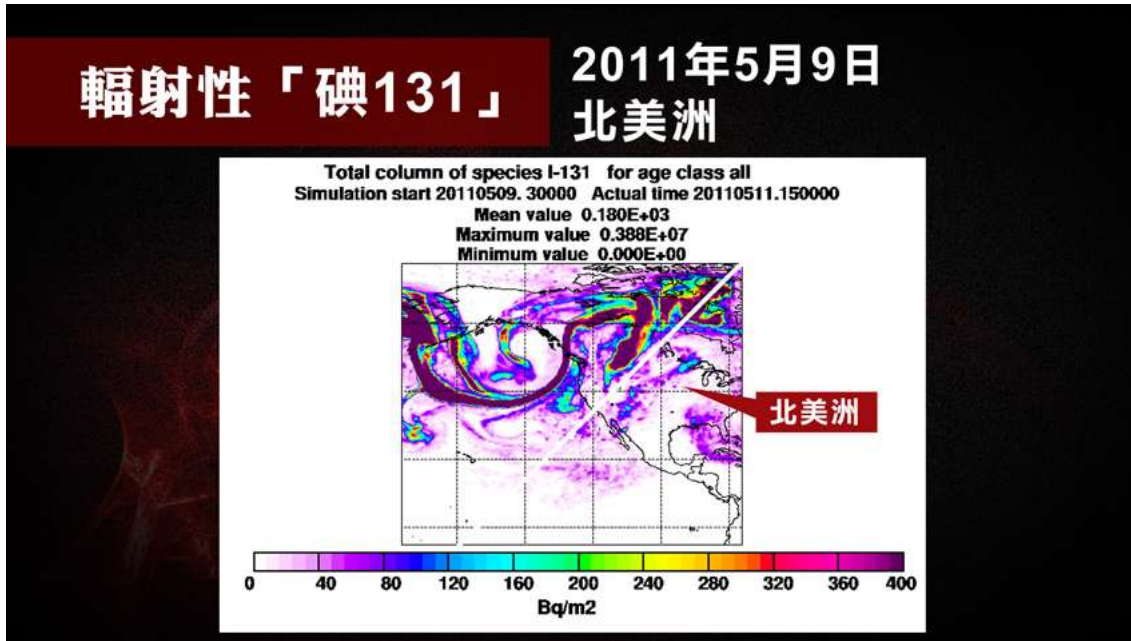 輻射性「碘131」
2011年5月9日
北美洲
Total column of species I-131 for age class all
Simulation start 20110509. 30000 Actual time 20110511.150000
Mean value 0.180E+03
Maximum value 0.388E+07
Minimum value 0.000E+00
北美洲
0 40 80 120 160 200 240 280 320 360 400
Bq/m2